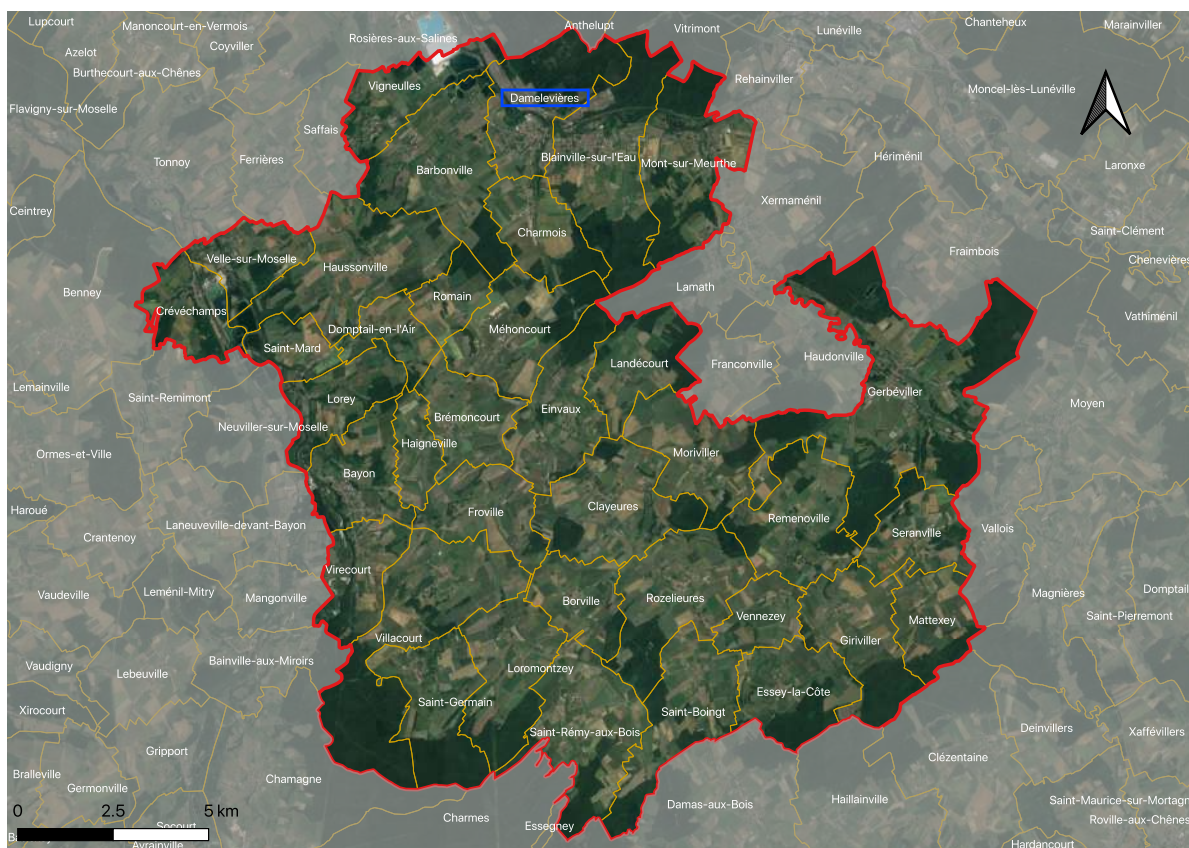 Lupcourt
Manoncourt-en-Vermois
Anthelupt
Vitrimont
Lunéville
Chanteheux
Marainviller
Rosières-aux-Salines
Coyviller
Azelot
Burthecourt-aux-Chênes
Vigneulles
Damelevières
Rehainviller
Moncel-lès-Lunéville
Flavigny-sur-Moselle
Saffais
Tonnoy
Ferrières
Barbonville
Blainville-sur-l'Eau
Mont-sur-Meurthe
Hériménil
Laronxe
Ceintrey
Xermaménil
Charmois
Saint-Clément
Velle-sur-Moselle
Haussonville
Fraimbois
Chenevières
Benney
Romain
Lamath
Crévéchamps
Domptail-en-l'Air
Méhoncourt
Vathiménil
Saint-Mard
Landécourt
Franconville
Haudonville
Lemainville
Saint-Remimont
Lorey
Gerbéviller
Moyen
Neuviller-sur-Moselle
Brémoncourt
Einvaux
Haigneville
Ormes-et-Ville
Bayon
Moriviller
Haroué
Laneuveville-devant-Bayon
Froville
Clayeures
Remenoville
Crantenoy
Seranville
Vallois
Virecourt
Vaudeville
Leménil-Mitry
Mangonville
Borville
Rozelieures
Vennezey
Magnières
Domptail
Mattexey
Saint-Pierremont
Villacourt
Giriviller
Vaudigny
Lebeuville
Bainville-aux-Miroirs
Loromontzey
Saint-Germain
Essey-la-Côte
Xirocourt
Saint-Boingt
Saint-Rémy-aux-Bois
Deinvillers
Xaffévillers
Gripport
Clézentaine
Bralleville
Chamagne
Germonville
Haillainville
Saint-Maurice-sur-Mortagn
Damas-aux-Bois
0 2.5 5 km
Charmes
Essegney
Roville-aux-Chênes
Socourt
Avrainville
Hardancourt